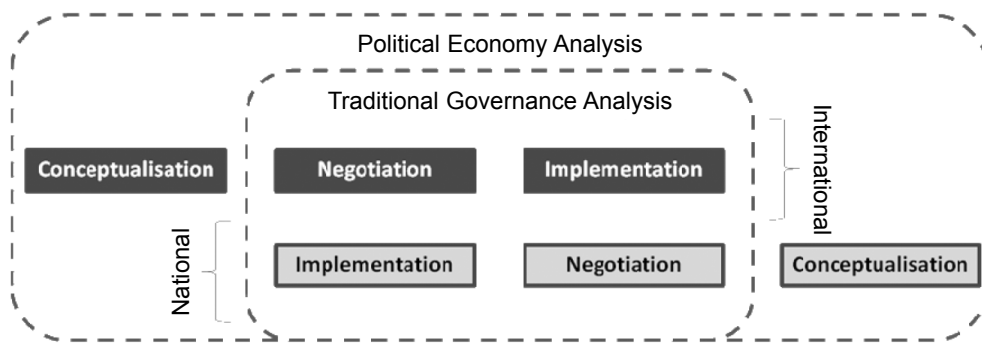 Political Economy Analysis
Traditional Governance Analysis
International
Conceptualisation
Negotiation
Implementation
National
Implementation
Negotiation
Conceptualisation